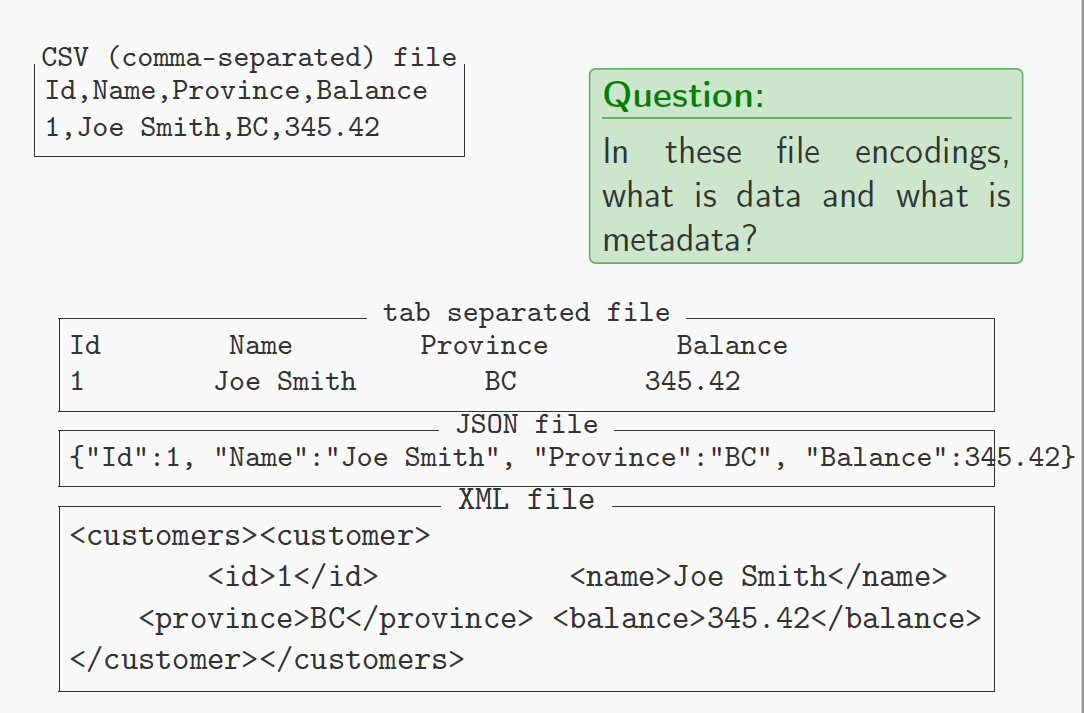 CSV (comma-separated) file
Id,Name,Province,Balance
1,Joe Smith,BC,345.42
Question:
In these file encodings,
what is data and what is
metadata?
tab separated file
Id Name Province Balance
1 Joe Smith BC 345.42
JSON file
{"Id":1, "Name":"Joe Smith", "Province":"BC", "Balance":345.42}
XML file
<customers><customer>
<id>1</id> <name>Joe Smith</name>
<province>BC</province> <balance>345.42</balance>
</customer></customers>